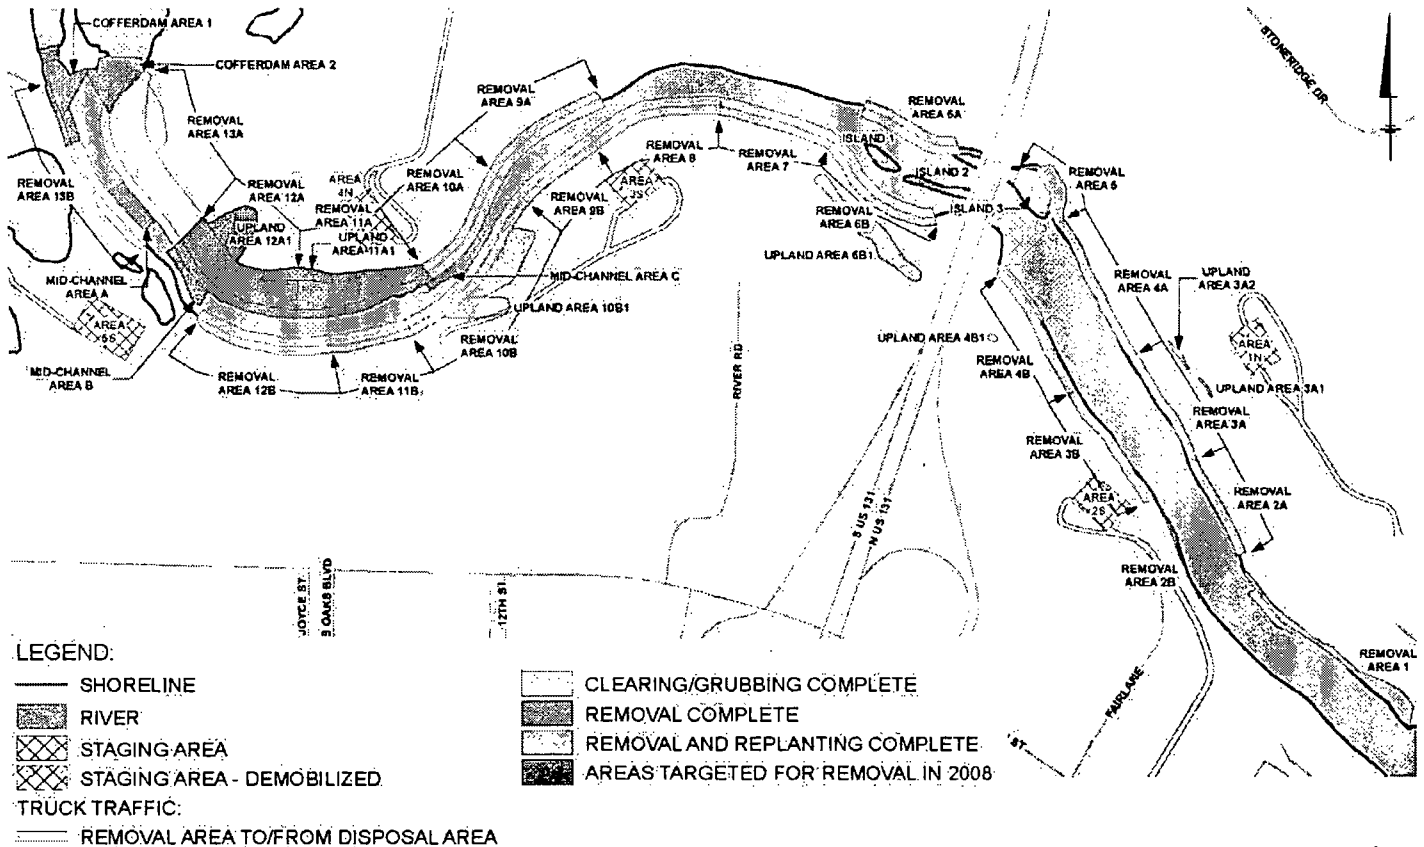 COFFERDAM AREA 1
COFFERDAM AREA 2
STONERIDGE DR
REMOVAL
AREA 9A
REMOVAL
AREA 6A
REMOVAL
AREA 13A
ISLAND 1
REMOVAL
AREA 8
REMOVAL
AREA 7
ISLAND 2
REMOVAL
AREA 5
REMOVAL
AREA 13B
REMOVAL
AREA 12A
AREA
4N
REMOVAL
AREA 10A
AREA
3S
REMOVAL
AREA 9B
ISLAND 3
REMOVAL
AREA 11A
REMOVAL
AREA 6B
UPLAND
AREA 12A1
UPLAND
AREA 11A1
UPLAND AREA 6B1
MID-CHANNEL
AREA A
MID-CHANNEL AREA C
REMOVAL
AREA 4A
UPLAND
AREA 3A2
UPLAND AREA 10B1
AREA
5S
REMOVAL
AREA 10B
UPLAND AREA 4B1
AREA
1N
MID-CHANNEL
AREA B
REMOVAL
AREA 12B
REMOVAL
AREA 11B
RIVER RD
REMOVAL
AREA 4B
UPLAND AREA 3A1
REMOVAL
AREA 3A
REMOVAL
AREA 3B
AREA
2S
REMOVAL
AREA 2A
S US 131
N US 131
REMOVAL
AREA 2B
JOYCE ST
S OAKS BLVD
12TH ST
REMOVAL
AREA 1
FAIRLANE
ST
LEGEND:
SHORELINE
RIVER
STAGING AREA
STAGING AREA - DEMOBILIZED
TRUCK TRAFFIC:
REMOVAL AREA TO/FROM DISPOSAL AREA
CLEARING/GRUBBING COMPLETE
REMOVAL COMPLETE
REMOVAL AND REPLANTING COMPLETE
AREAS TARGETED FOR REMOVAL IN 2008